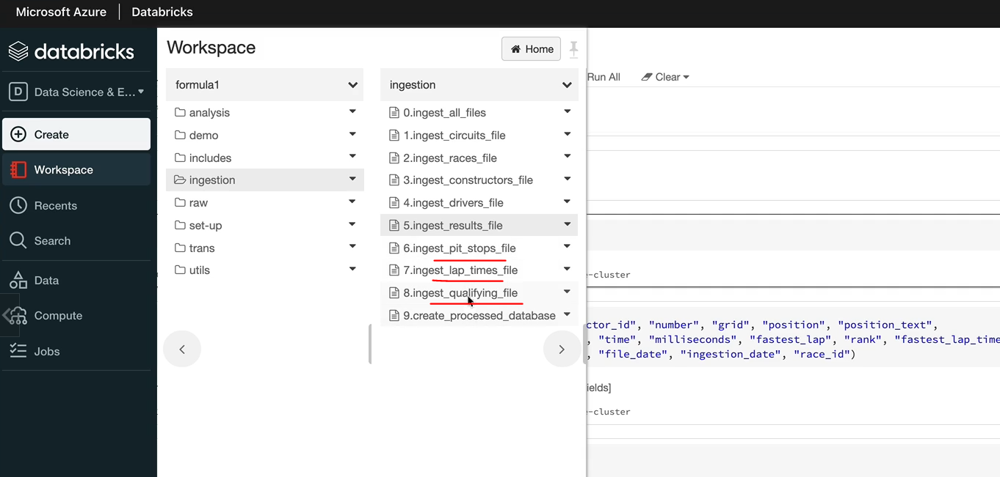 Microsoft Azure | Databricks
databricks
D Data Science & E...
Create
Workspace
Recents
Search
Data
Compute
Jobs
Workspace
Home
formula1
analysis
demo
includes
ingestion
raw
set-up
trans
utils
ingestion
0.ingest_all_files
1.ingest_circuits_file
2.ingest_races_file
3.ingest_constructors_file
4.ingest_drivers_file
5.ingest_results_file
6.ingest_pit_stops_file
7.ingest_lap_times_file
8.ingest_qualifying_file
9.create_processed_database
Run All Clear
-cluster
ctor_id", "number", "grid", "position", "position_text",
, "time", "milliseconds", "fastest_lap", "rank", "fastest_lap_time
, "file_date", "ingestion_date", "race_id")
ields]
-cluster